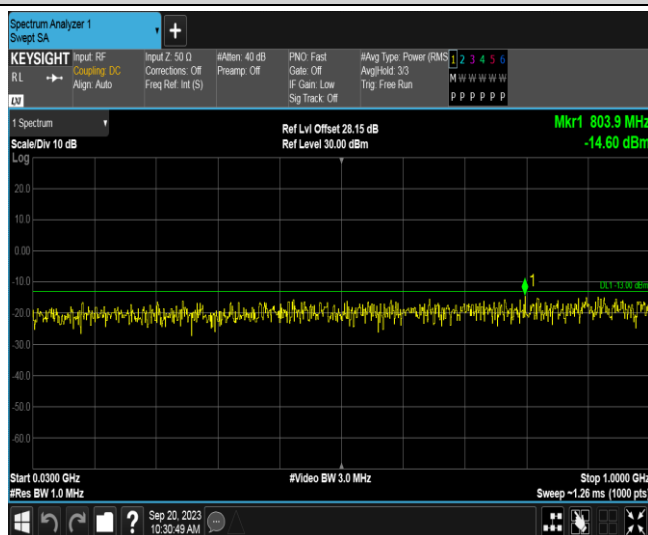 Spectrum Analyzer 1
Swept SA
+
KEYSIGHT Input: RF Input Z: 50 Ω #Atten: 40 dB PNO: Fast #Avg Type: Power (RMS 1 2 3 4 5 6
R L Coupling: DC Corrections: Off Preamp: Off Gate: Off Avg|Hold: 3/3 M W W W W W
Align: Auto Freq Ref: Int (S) IF Gain: Low Trig: Free Run
Sig Track: Off P P P P P P
LXI
1 Spectrum Ref Lvl Offset 28.15 dB Mkr1 803.9 MHz
Scale/Div 10 dB Ref Level 30.00 dBm -14.60 dBm
Log
20.0
10.0
0.00
-10.0
1
DL1 -13.00 dBm
-20.0
-30.0
-40.0
-50.0
-60.0
Start 0.0300 GHz #Video BW 3.0 MHz Stop 1.0000 GHz
#Res BW 1.0 MHz Sweep ~1.26 ms (1000 pts)
? Sep 20, 2023
10:30:49 AM